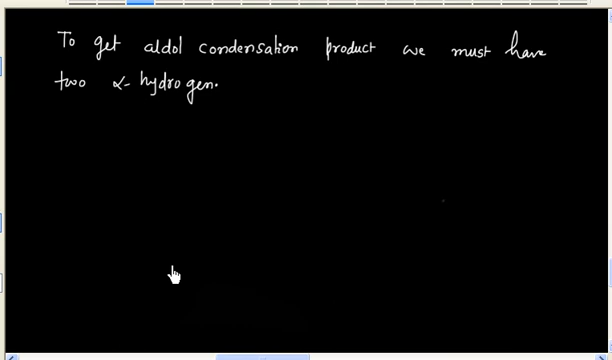 To get aldol condensation product we must have
two α- hydrogen.